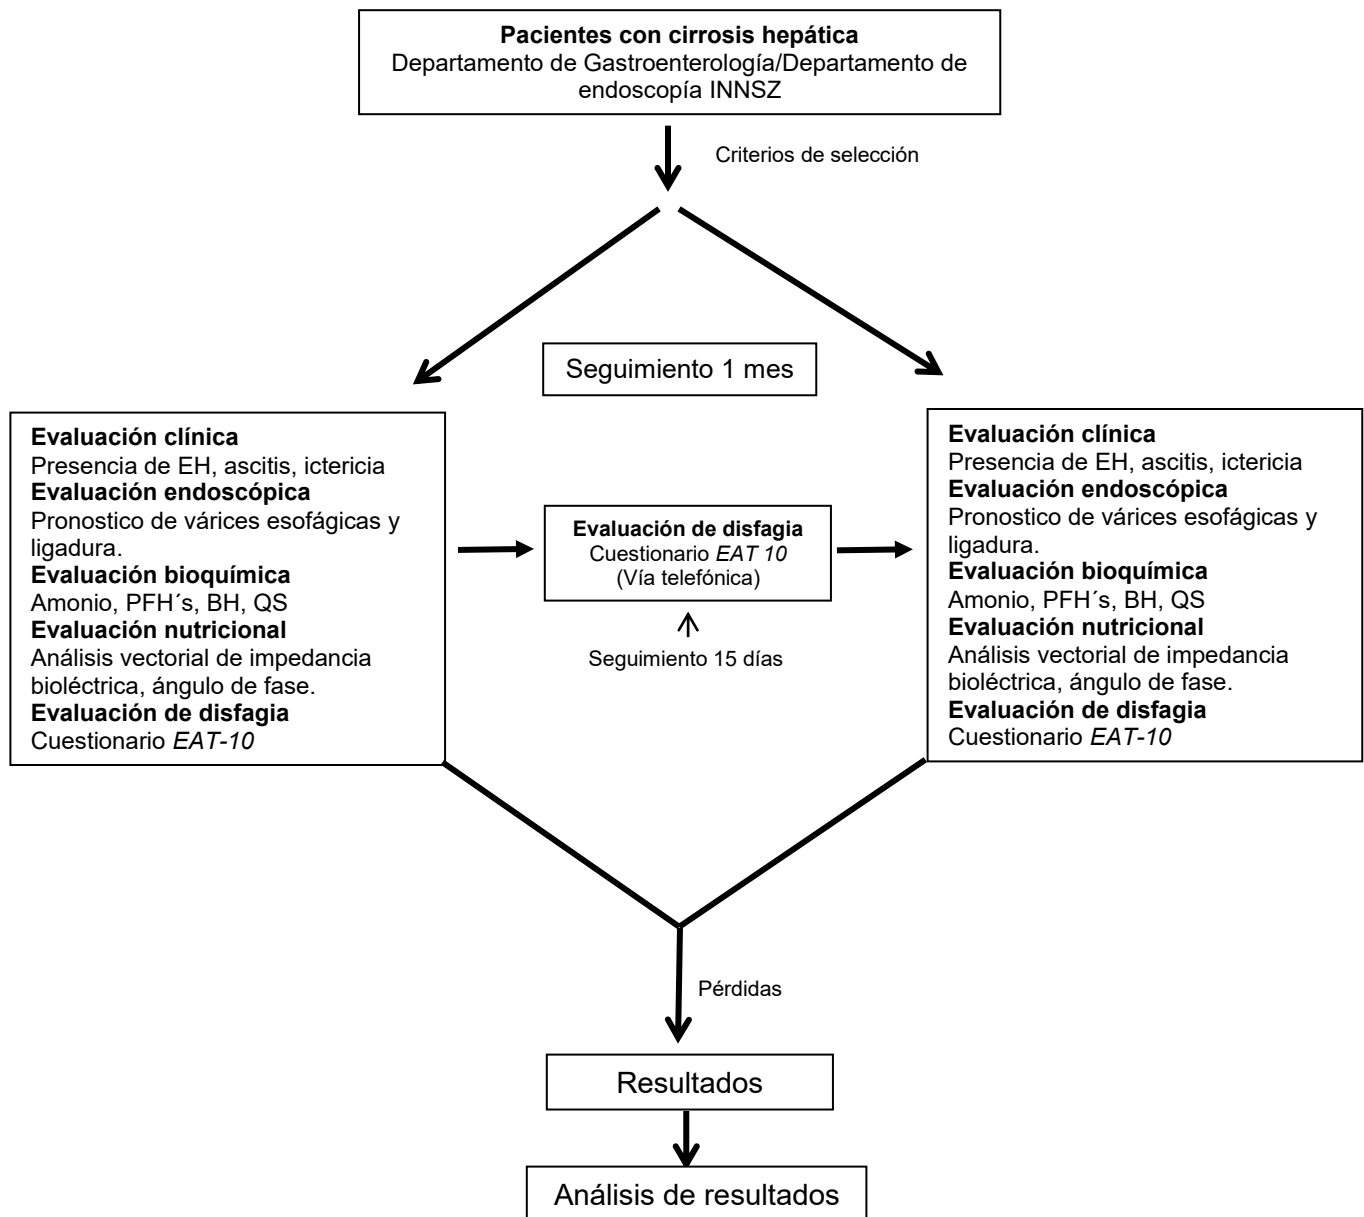 Pacientes con cirrosis hepática
Departamento de Gastroenterología/Departamento de
endoscopía INNSZ
Criterios de selección
Seguimiento 1 mes
Evaluación clínica
Presencia de EH, ascitis, ictericia
Evaluación endoscópica
Pronostico de várices esofágicas y
ligadura.
Evaluación bioquímica
Amonio, PFH´s, BH, QS
Evaluación nutricional
Análisis vectorial de impedancia
bioléctrica, ángulo de fase.
Evaluación de disfagia
Cuestionario EAT-10
Evaluación de disfagia
Cuestionario EAT 10
(Vía telefónica)
Seguimiento 15 días
Evaluación clínica
Presencia de EH, ascitis, ictericia
Evaluación endoscópica
Pronostico de várices esofágicas y
ligadura.
Evaluación bioquímica
Amonio, PFH´s, BH, QS
Evaluación nutricional
Análisis vectorial de impedancia
bioléctrica, ángulo de fase.
Evaluación de disfagia
Cuestionario EAT-10
Pérdidas
Resultados
Análisis de resultados